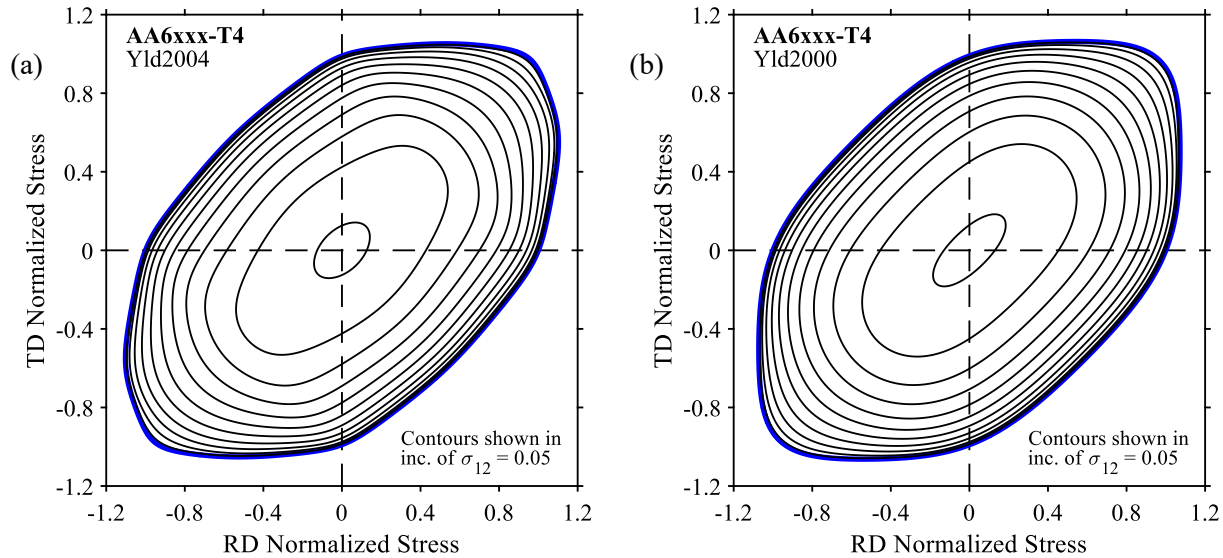 (a)
AA6xxx-T4
Yld2004
1.2
0.8
0.4
0
-0.4
-0.8
-1.2
TD Normalized Stress
Contours shown in
inc. of σ12 = 0.05
-1.2 -0.8 -0.4 0 0.4 0.8 1.2
RD Normalized Stress
(b)
AA6xxx-T4
Yld2000
1.2
0.8
0.4
0
-0.4
-0.8
-1.2
TD Normalized Stress
Contours shown in
inc. of σ12 = 0.05
-1.2 -0.8 -0.4 0 0.4 0.8 1.2
RD Normalized Stress